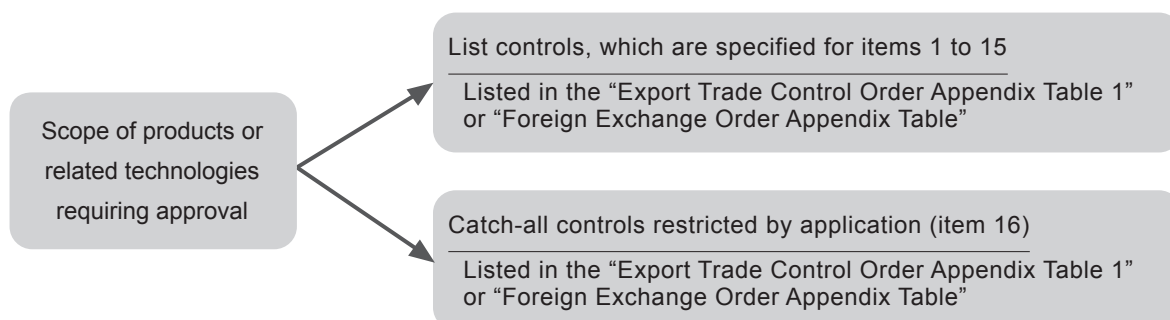 Scope of products or
related technologies
requiring approval
List controls, which are specified for items 1 to 15
Listed in the “Export Trade Control Order Appendix Table 1”
or “Foreign Exchange Order Appendix Table”
Catch-all controls restricted by application (item 16)
Listed in the “Export Trade Control Order Appendix Table 1”
or “Foreign Exchange Order Appendix Table”